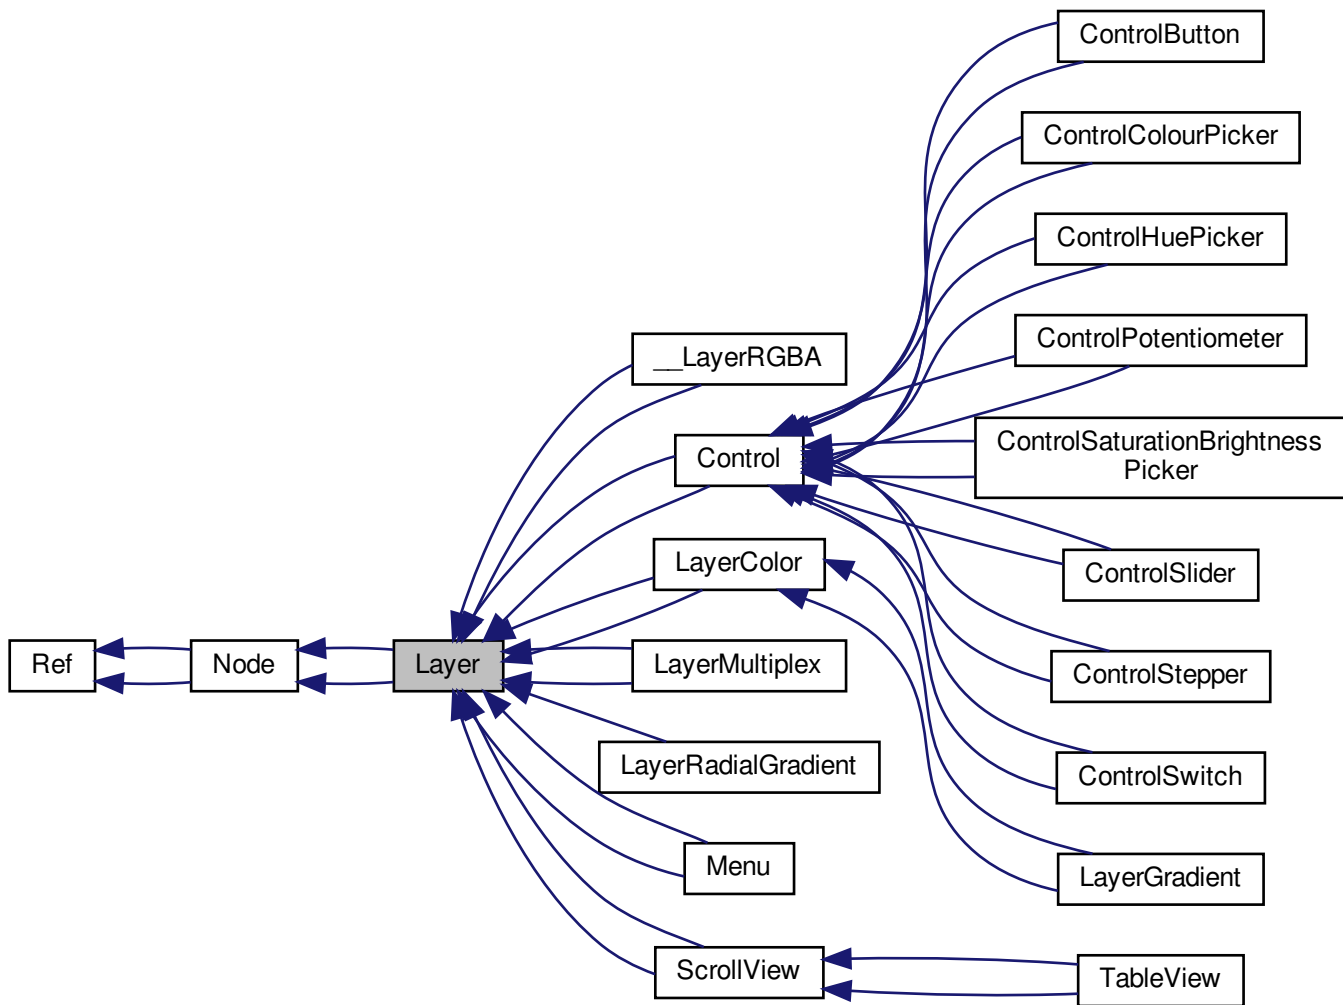 Ref
Node
Layer
__LayerRGBA
Control
LayerColor
LayerMultiplex
LayerRadialGradient
Menu
ScrollView
ControlButton
ControlColourPicker
ControlHuePicker
ControlPotentiometer
ControlSaturationBrightness
Picker
ControlSlider
ControlStepper
ControlSwitch
LayerGradient
TableView